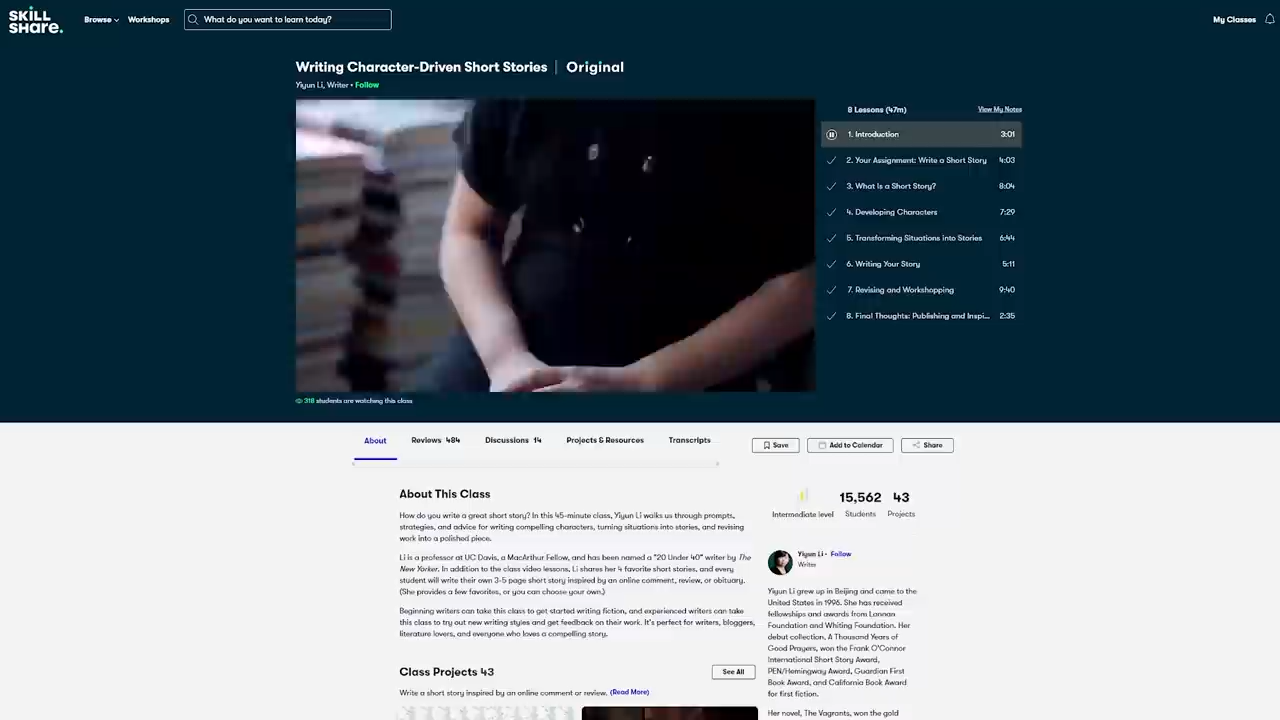 SKILL
SHARE.
Browse
Workshops
What do you want to learn today?
My Classes
Writing Character-Driven Short Stories | Original
Yiyun Li, Writer • Follow
8 Lessons (47m)
View My Notes
1. Introduction 3:01
2. Your Assignment: Write a Short Story 4:03
3. What Is a Short Story? 8:04
4. Developing Characters 7:29
5. Transforming Situations into Stories 6:44
6. Writing Your Story 5:11
7. Revising and Workshopping 9:40
8. Final Thoughts: Publishing and Inspi... 2:35
318 students are watching this class
About
Reviews 484
Discussions 14
Projects & Resources
Transcripts
Save
Add to Calendar
Share
About This Class
How do you write a great short story? In this 45-minute class, Yiyun Li walks us through prompts,
strategies, and advice for writing compelling characters, turning situations into stories, and revising
work into a polished piece.
Li is a professor at UC Davis, a MacArthur Fellow, and has been named a "20 Under 40" writer by The
New Yorker. In addition to the class video lessons, Li shares her 4 favorite short stories, and every
student will write their own 3-5 page short story inspired by an online comment, review, or obituary.
(She provides a few favorites, or you can choose your own.)
Beginning writers can take this class to get started writing fiction, and experienced writers can take
this class to try out new writing styles and get feedback on their work. It's perfect for writers, bloggers,
literature lovers, and everyone who loves a compelling story.
Class Projects 43
See All
Write a short story inspired by an online comment or review. (Read More)
15,562 43
Intermediate level Students Projects
Yiyun Li • Follow
Writer
Yiyun Li grew up in Beijing and came to the
United States in 1996. She has received
fellowships and awards from Lannan
Foundation and Whiting Foundation. Her
debut collection, A Thousand Years of
Good Prayers, won the Frank O'Connor
International Short Story Award,
PEN/Hemingway Award, Guardian First
Book Award, and California Book Award
for first fiction.
Her novel, The Vagrants, won the gold